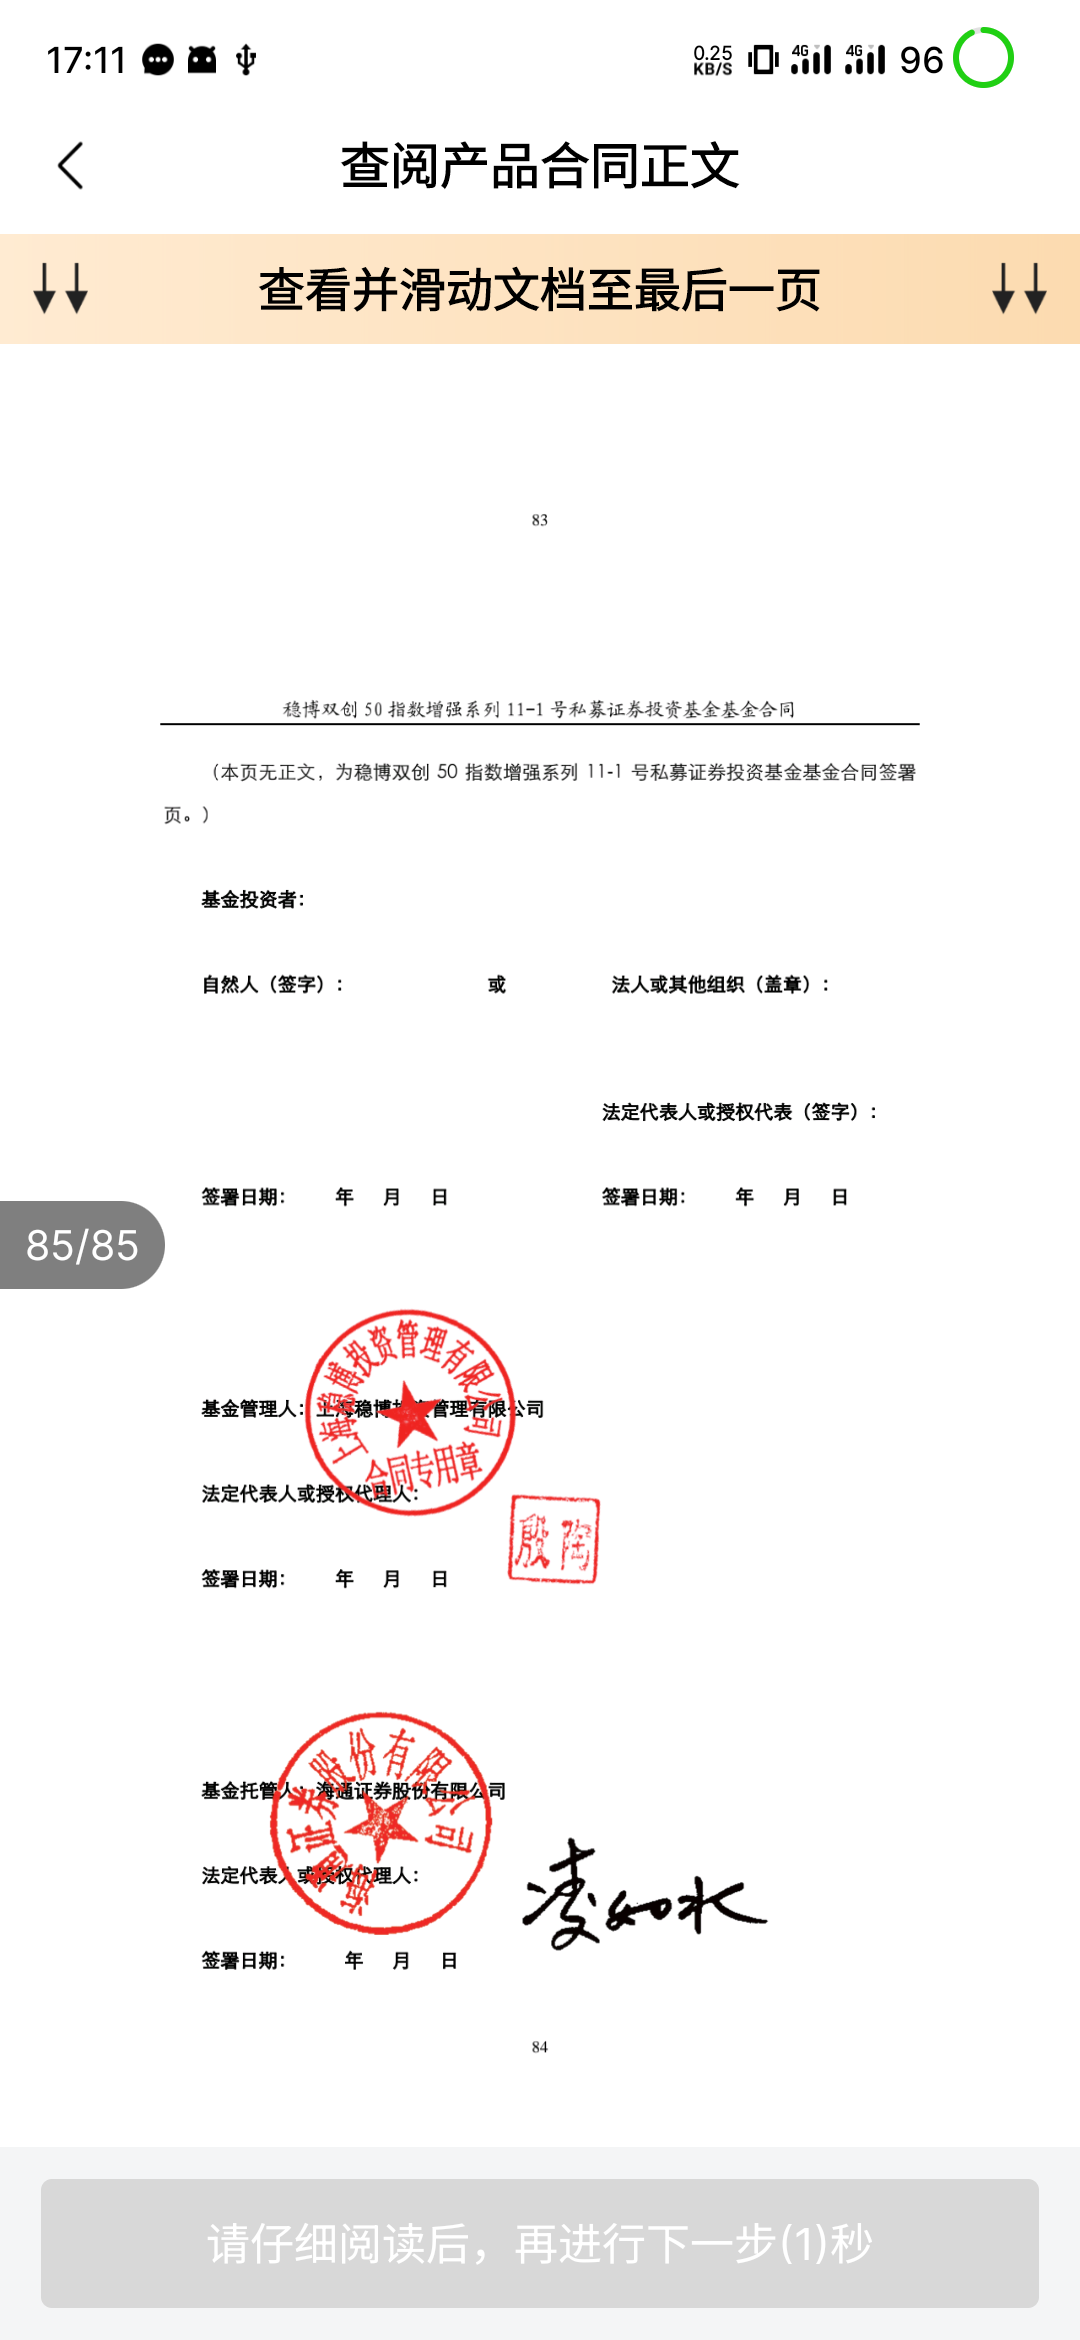 17:11
0.25 KB/S 4G 4G 96
查阅产品合同正文
查看并滑动文档至最后一页
83
稳博双创 50 指数增强系列 11-1 号私募证券投资基金基金合同
（本页无正文，为稳博双创 50 指数增强系列 11-1 号私募证券投资基金基金合同签署
页。）
基金投资者：
自然人（签字）： 或 法人或其他组织（盖章）：
法定代表人或授权代表（签字）：
签署日期： 年 月 日 签署日期： 年 月 日
85/85
上海稳博投资管理有限公司
基金管理人：上海稳博投资管理有限公司
合同专用章
法定代表人或授权代理人：
殷陶
签署日期： 年 月 日
海通证券股份有限公司
基金托管人：海通证券股份有限公司
法定代表人或授权代理人：
凌如水
签署日期： 年 月 日
84
请仔细阅读后，再进行下一步(1)秒